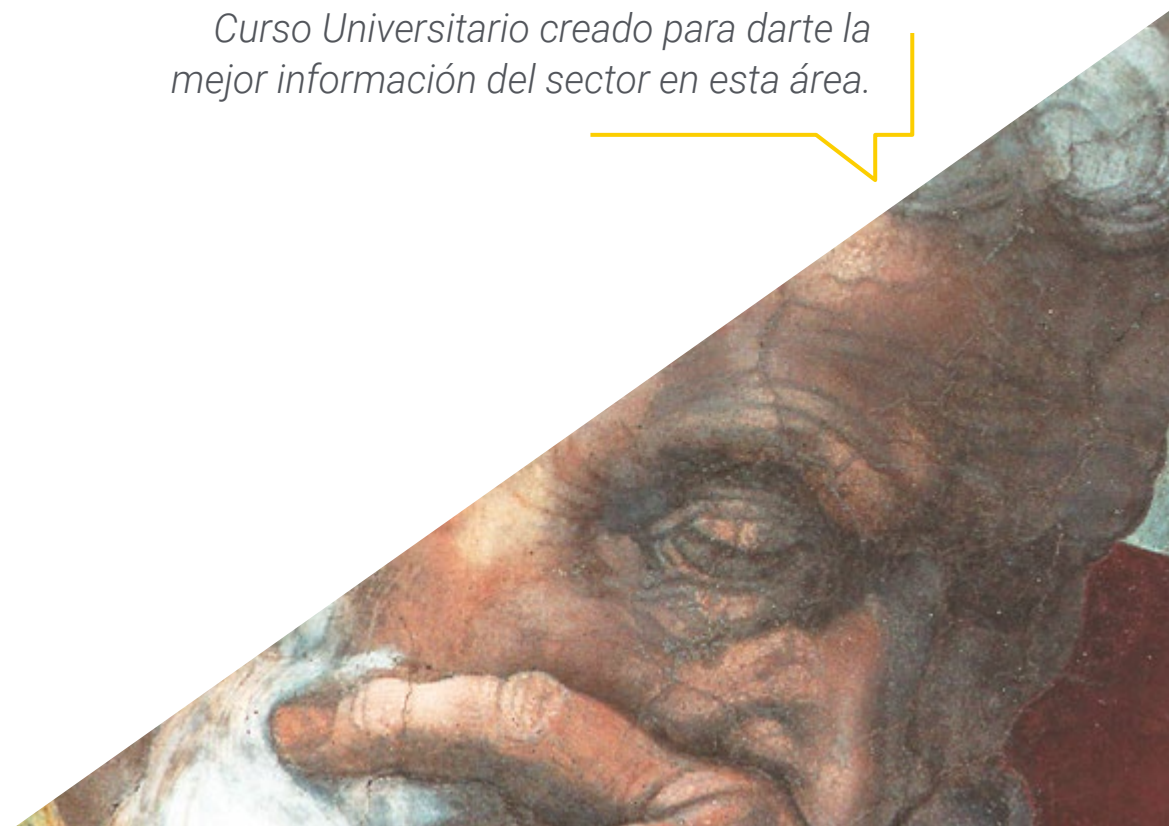 Curso Universitario creado para darte la
mejor información del sector en esta área.